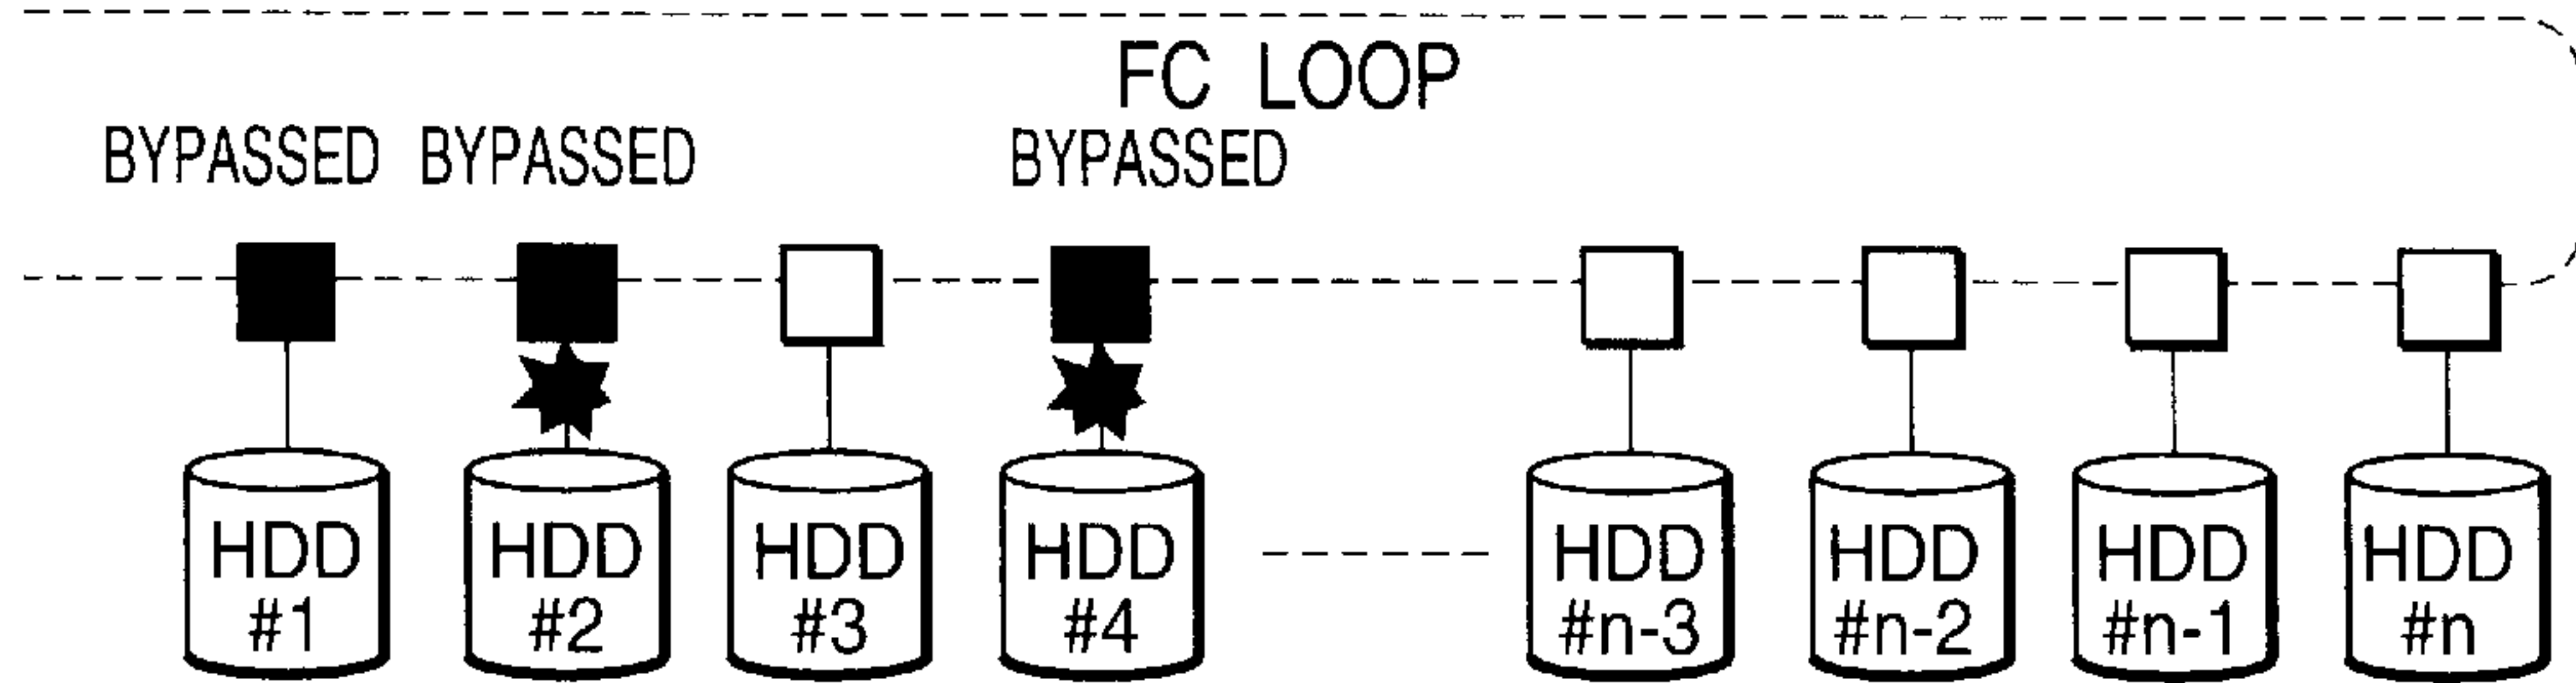 FC LOOP
BYPASSED BYPASSED BYPASSED
HDD #1
HDD #2
HDD #3
HDD #4
HDD #n-3
HDD #n-2
HDD #n-1
HDD #n